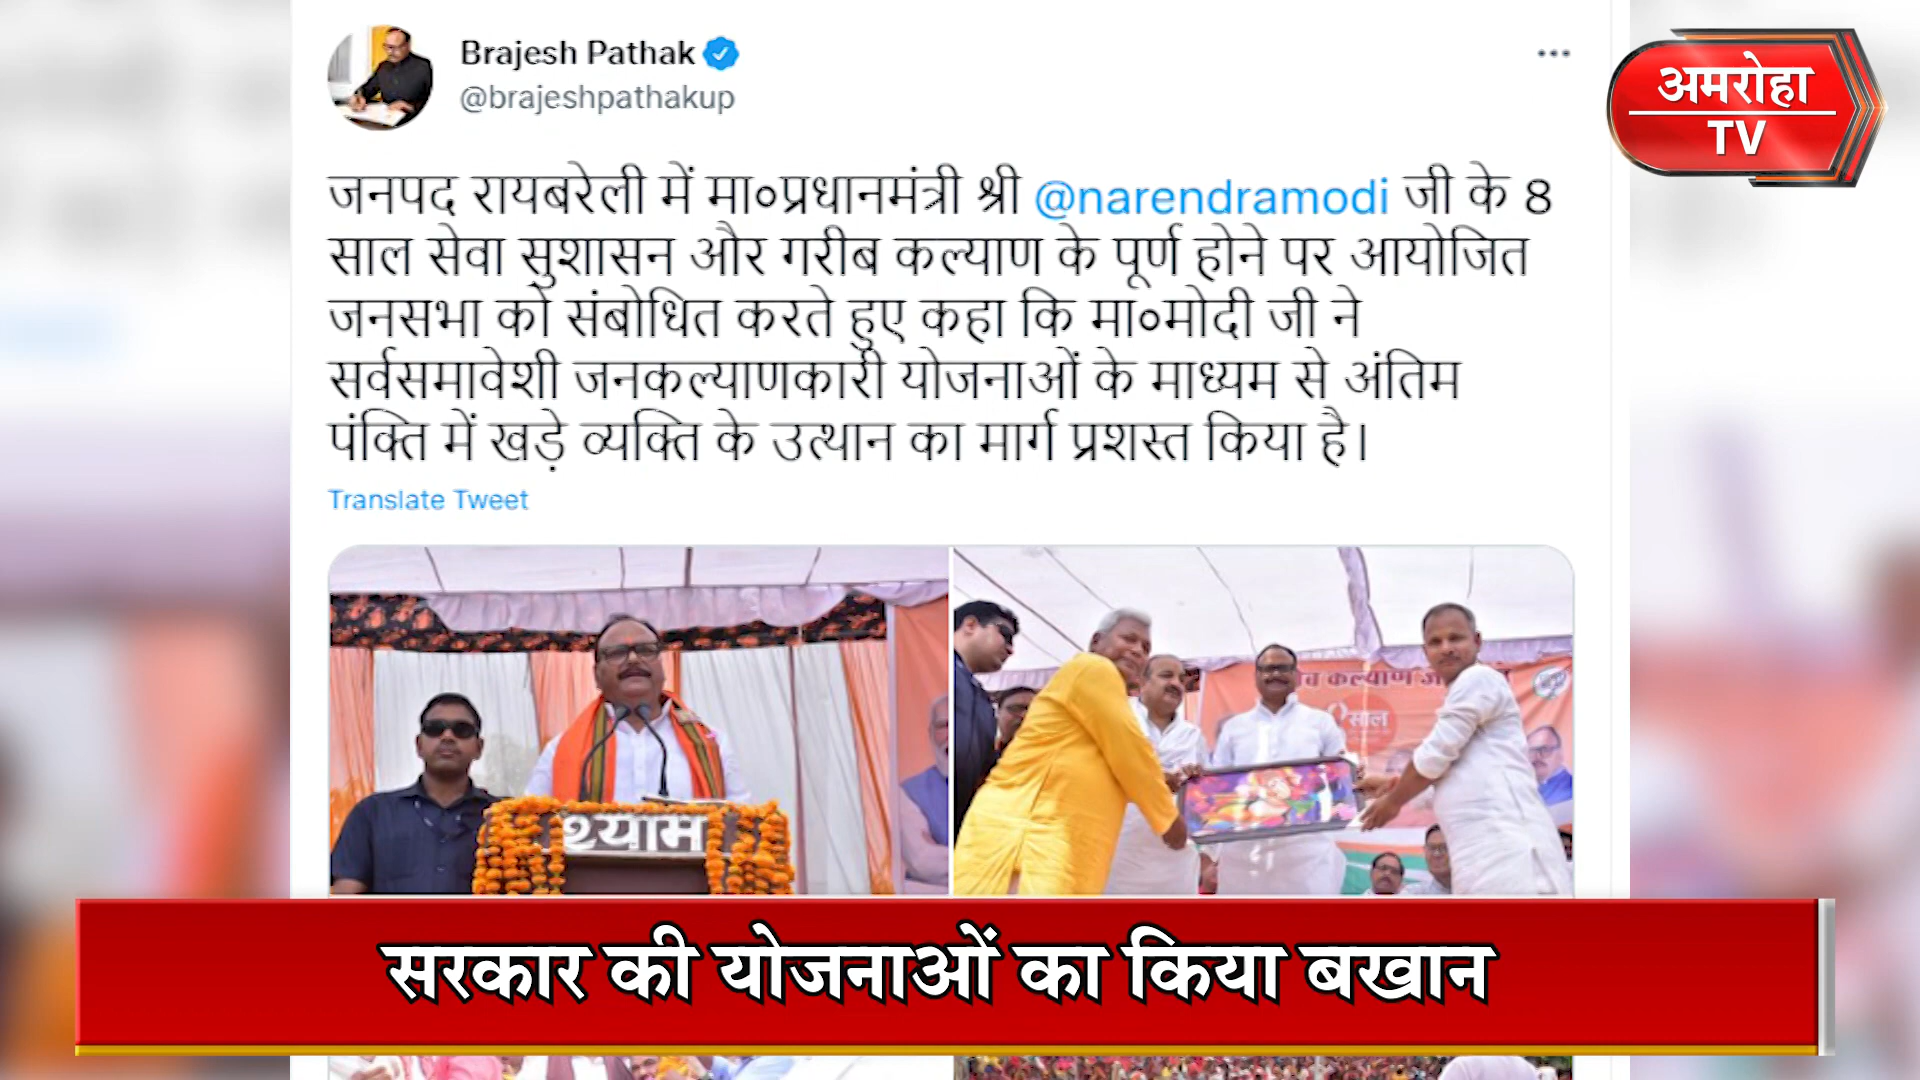 Brajesh Pathak
@brajeshpathakup
अमरोहा
TV
जनपद रायबरेली में मा०प्रधानमंत्री श्री @narendramodi जी के 8
साल सेवा सुशासन और गरीब कल्याण के पूर्ण होने पर आयोजित
जनसभा को संबोधित करते हुए कहा कि मा०मोदी जी ने
सर्वसमावेशी जनकल्याणकारी योजनाओं के माध्यम से अंतिम
पंक्ति में खड़े व्यक्ति के उत्थान का मार्ग प्रशस्त किया है।
Translate Tweet
श्याम
कल्याण
साल
सरकार की योजनाओं का किया बखान